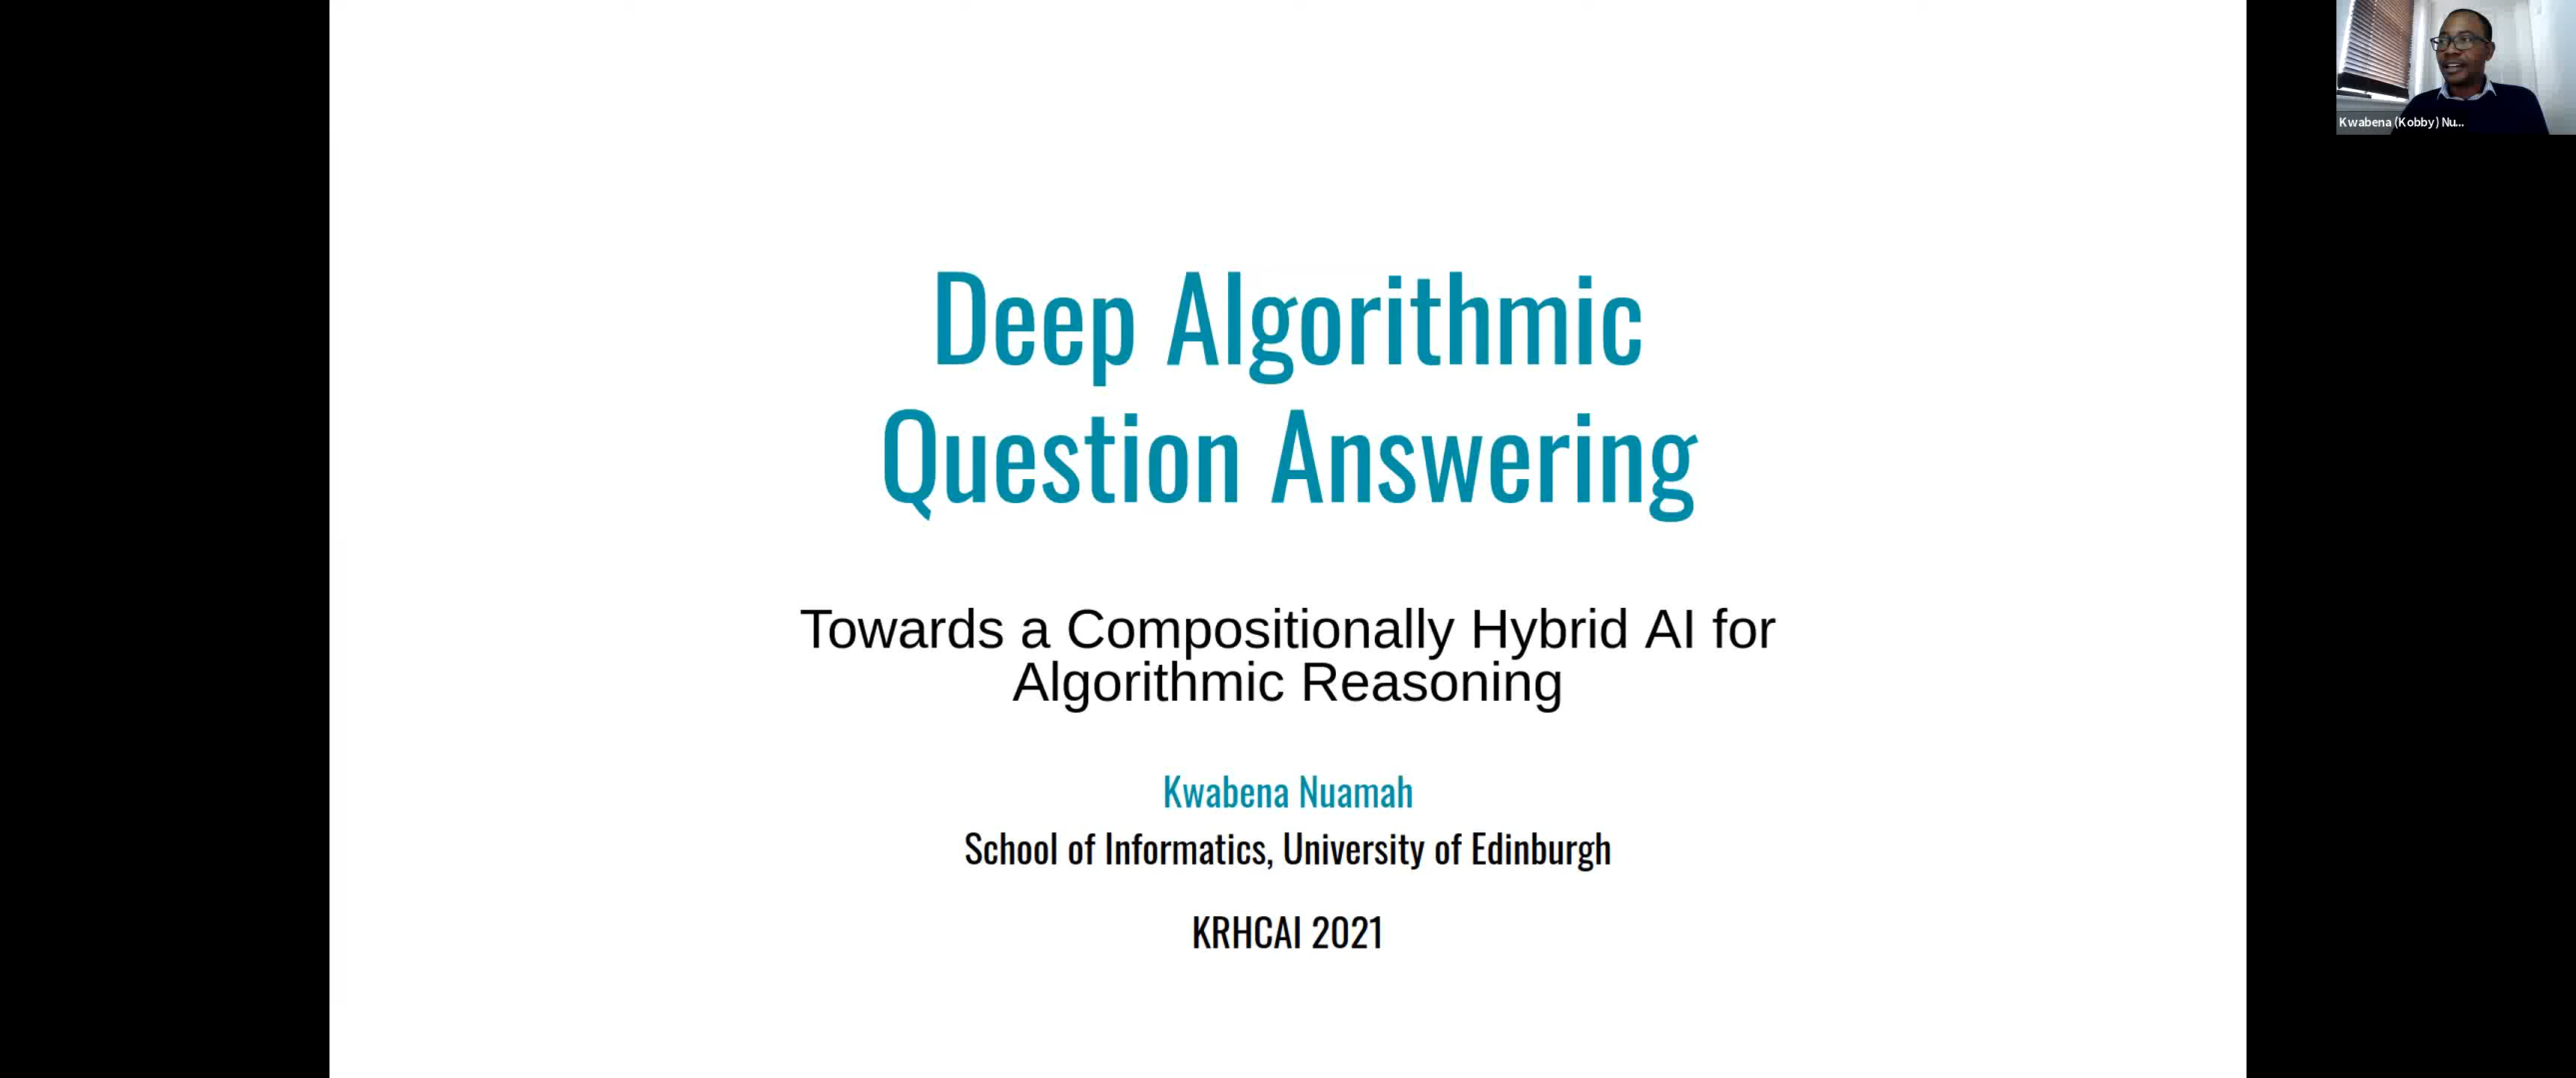 Deep Algorithmic
Question Answering
Towards a Compositionally Hybrid AI for
Algorithmic Reasoning
Kwabena Nuamah
School of Informatics, University of Edinburgh
KRHCAI 2021
Kwabena (Kobby) Nu...